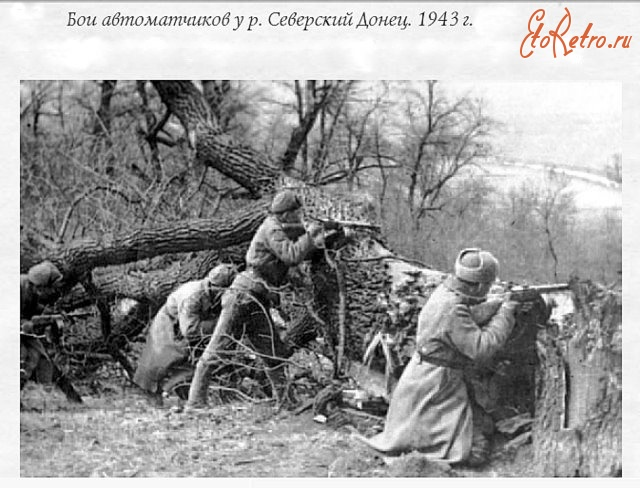 Бои автоматчиков у р. Северский Донец. 1943 г.
EtoRetro.ru